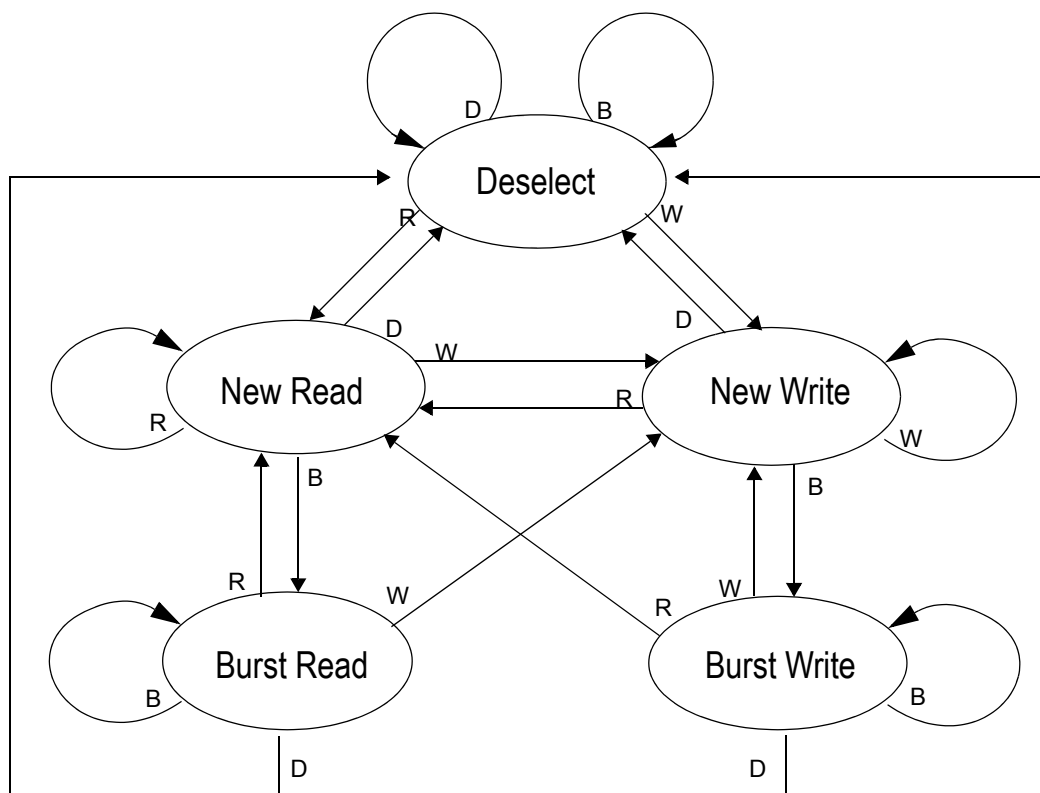 D B
Deselect
R W
D D
W
New Read New Write
R
R W
B B
R W W
R
Burst Read Burst Write
B B
D D